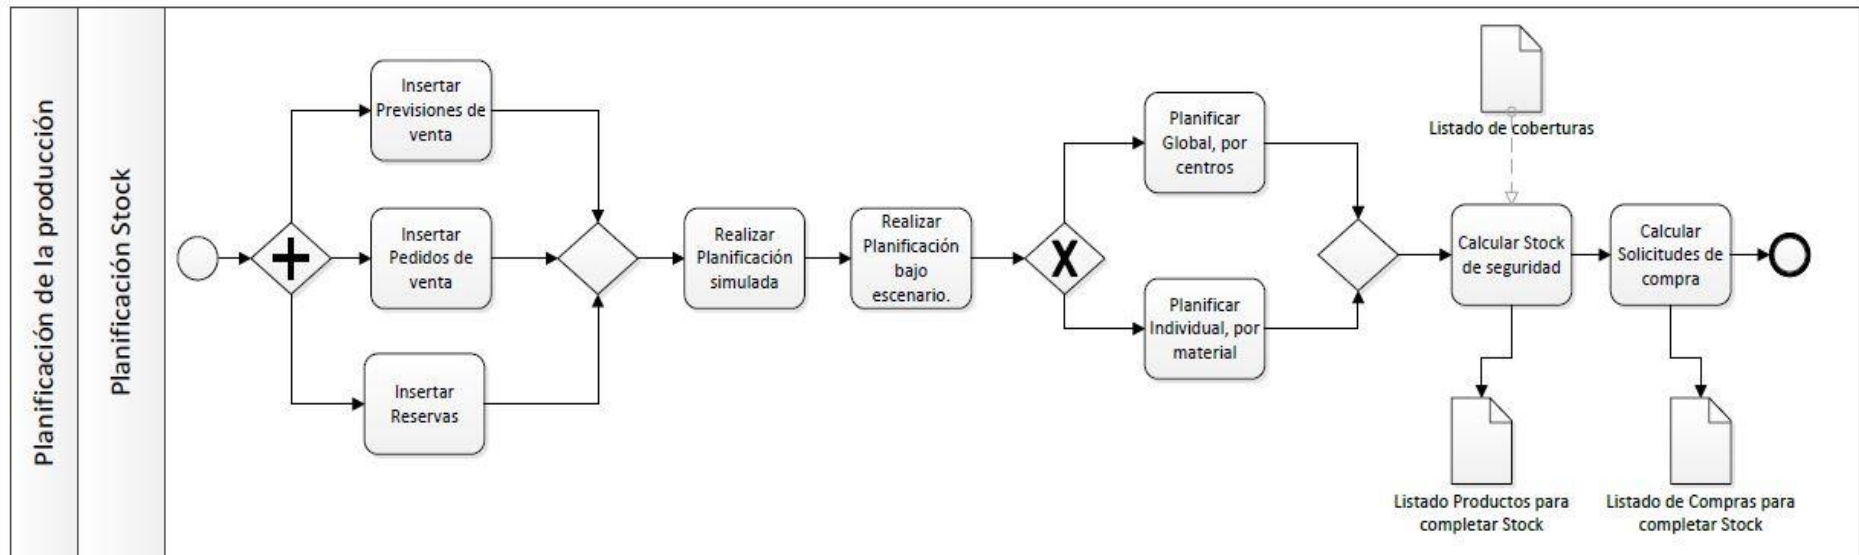 Planificación de la producción
Planificación Stock
Insertar
Previsiones de
venta
Insertar
Pedidos de
venta
Insertar
Reservas
Realizar
Planificación
simulada
Realizar
Planificación
bajo
escenario.
X
Planificar
Global, por
centros
Planificar
Individual, por
material
Listado de coberturas
Calcular Stock
de seguridad
Calcular
Solicitudes de
compra
Listado Productos para
completar Stock
Listado de Compras para
completar Stock